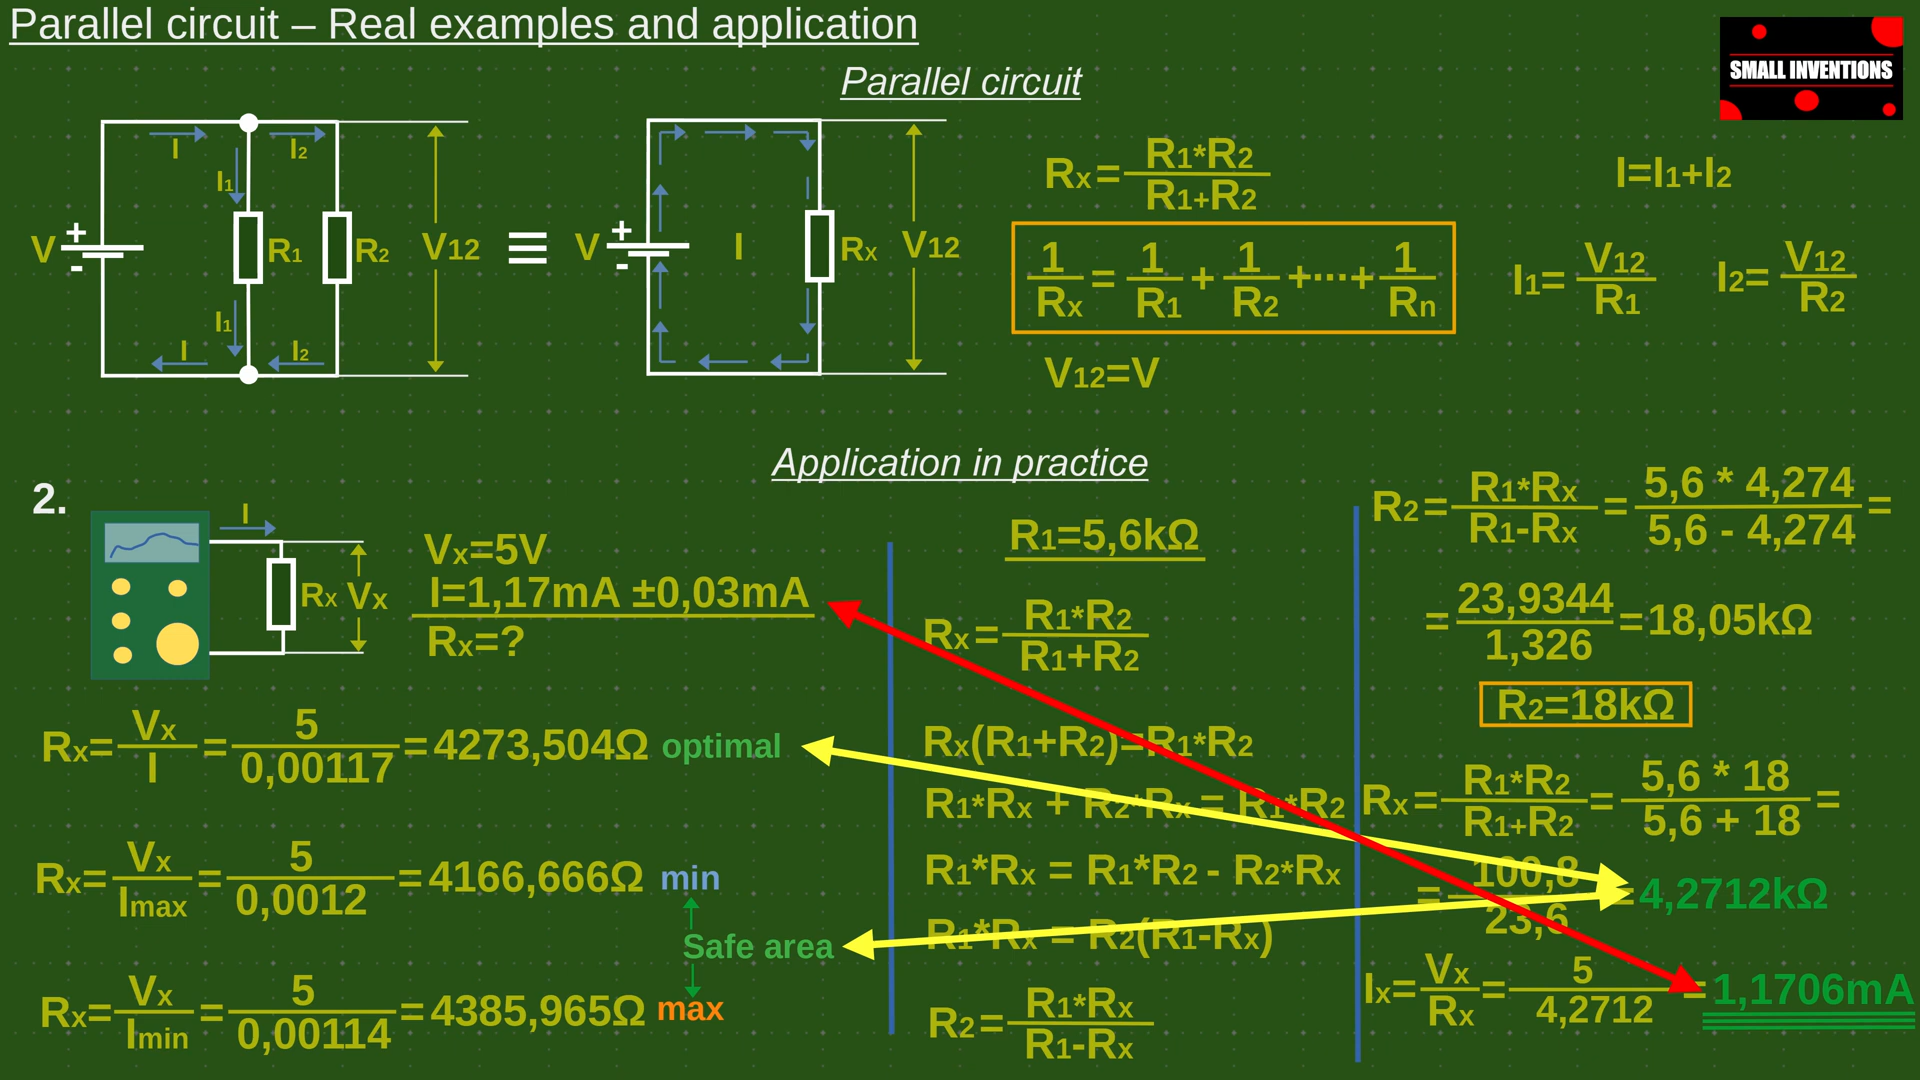 Parallel circuit – Real examples and application
SMALL INVENTIONS
Parallel circuit
V + -
I
I2
I1
R1
R2
V12
I1
I
I2
≡
V + -
I
Rx
V12
Rx= R1*R2 / R1+R2
1/Rx = 1/R1 + 1/R2 +...+ 1/Rn
V12=V
I=I1+I2
I1= V12/R1
I2= V12/R2
Application in practice
2.
I
Rx
Vx
Vx=5V
I=1,17mA ±0,03mA
Rx=?
Rx= Vx/I = 5/0,00117 = 4273,504Ω optimal
Rx= Vx/Imax = 5/0,0012 = 4166,666Ω min
Safe area
Rx= Vx/Imin = 5/0,00114 = 4385,965Ω max
R1=5,6kΩ
Rx= R1*R2 / R1+R2
Rx(R1+R2)=R1*R2
R1*Rx + R2*Rx = R1*R2
R1*Rx = R1*R2 - R2*Rx
R1*Rx = R2(R1-Rx)
R2= R1*Rx / R1-Rx
R2= R1*Rx / R1-Rx = 5,6 * 4,274 / 5,6 - 4,274 =
= 23,9344 / 1,326 =18,05kΩ
R2=18kΩ
Rx= R1*R2 / R1+R2 = 5,6 * 18 / 5,6 + 18 =
= 100,8 / 23,6 = 4,2712kΩ
Ix= Vx/Rx = 5/4,2712 = 1,1706mA